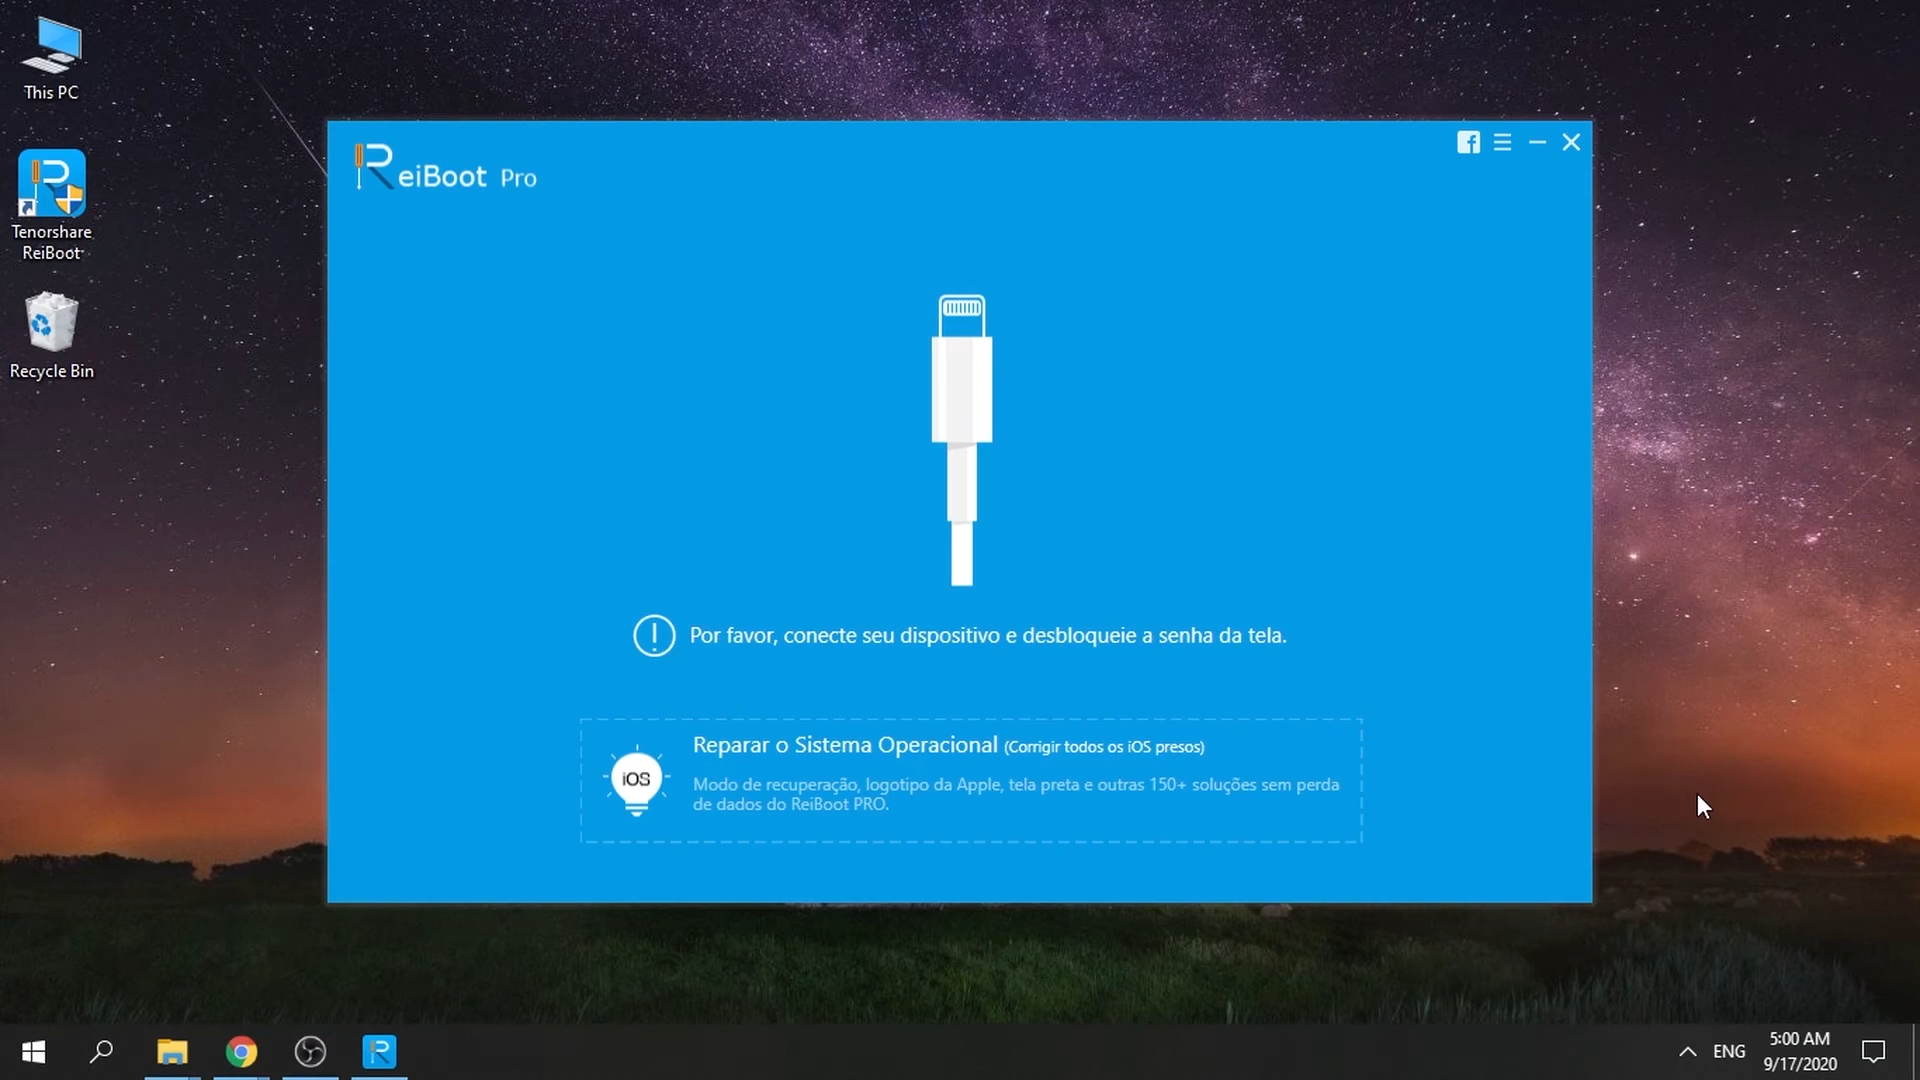 This PC
Tenorshare
ReiBoot
Recycle Bin
ReiBoot Pro
Por favor, conecte seu dispositivo e desbloqueie a senha da tela.
iOS
Reparar o Sistema Operacional (Corrigir todos os iOS presos)
Modo de recuperação, logotipo da Apple, tela preta e outras 150+ soluções sem perda
de dados do ReiBoot PRO.
ENG
5:00 AM
9/17/2020